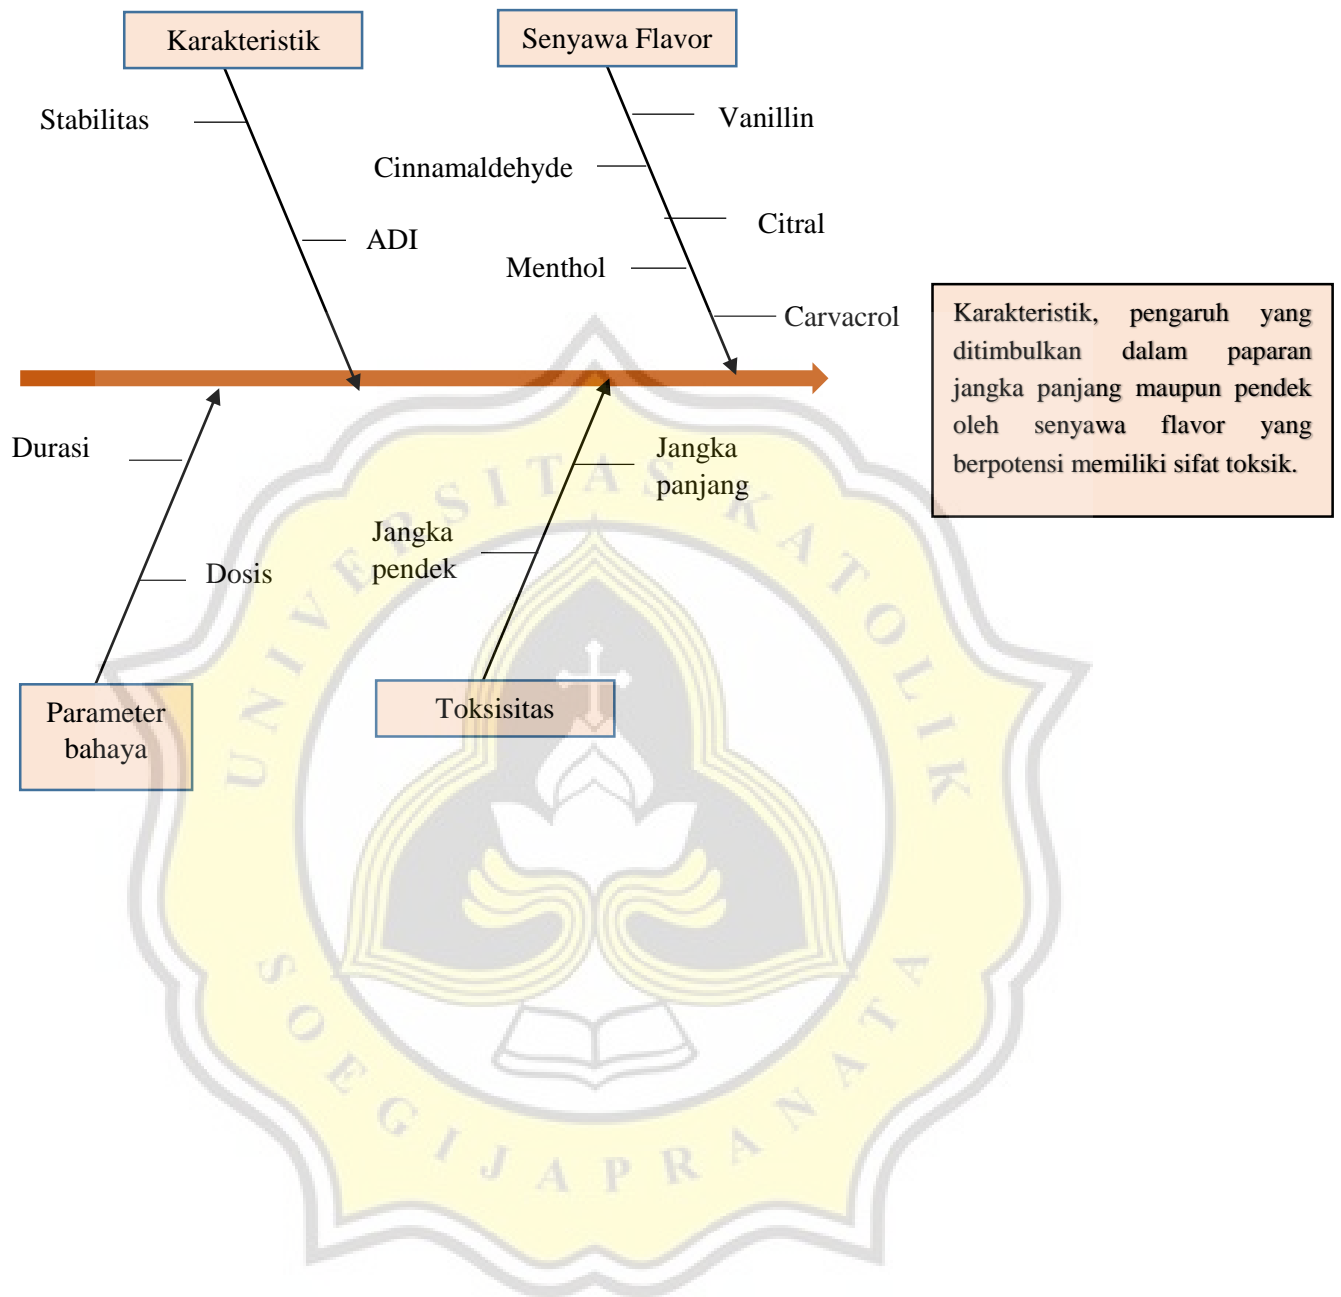 Karakteristik
Senyawa Flavor
Stabilitas
Vanillin
Cinnamaldehyde
ADI
Citral
Menthol
Carvacrol
Karakteristik, pengaruh yang
ditimbulkan dalam paparan
jangka panjang maupun pendek
oleh senyawa flavor yang
berpotensi memiliki sifat toksik.
Durasi
Jangka
panjang
Jangka
pendek
Dosis
Parameter
bahaya
Toksisitas
UNIVERSITAS KATOLIK
SOEGIJAPRANATA